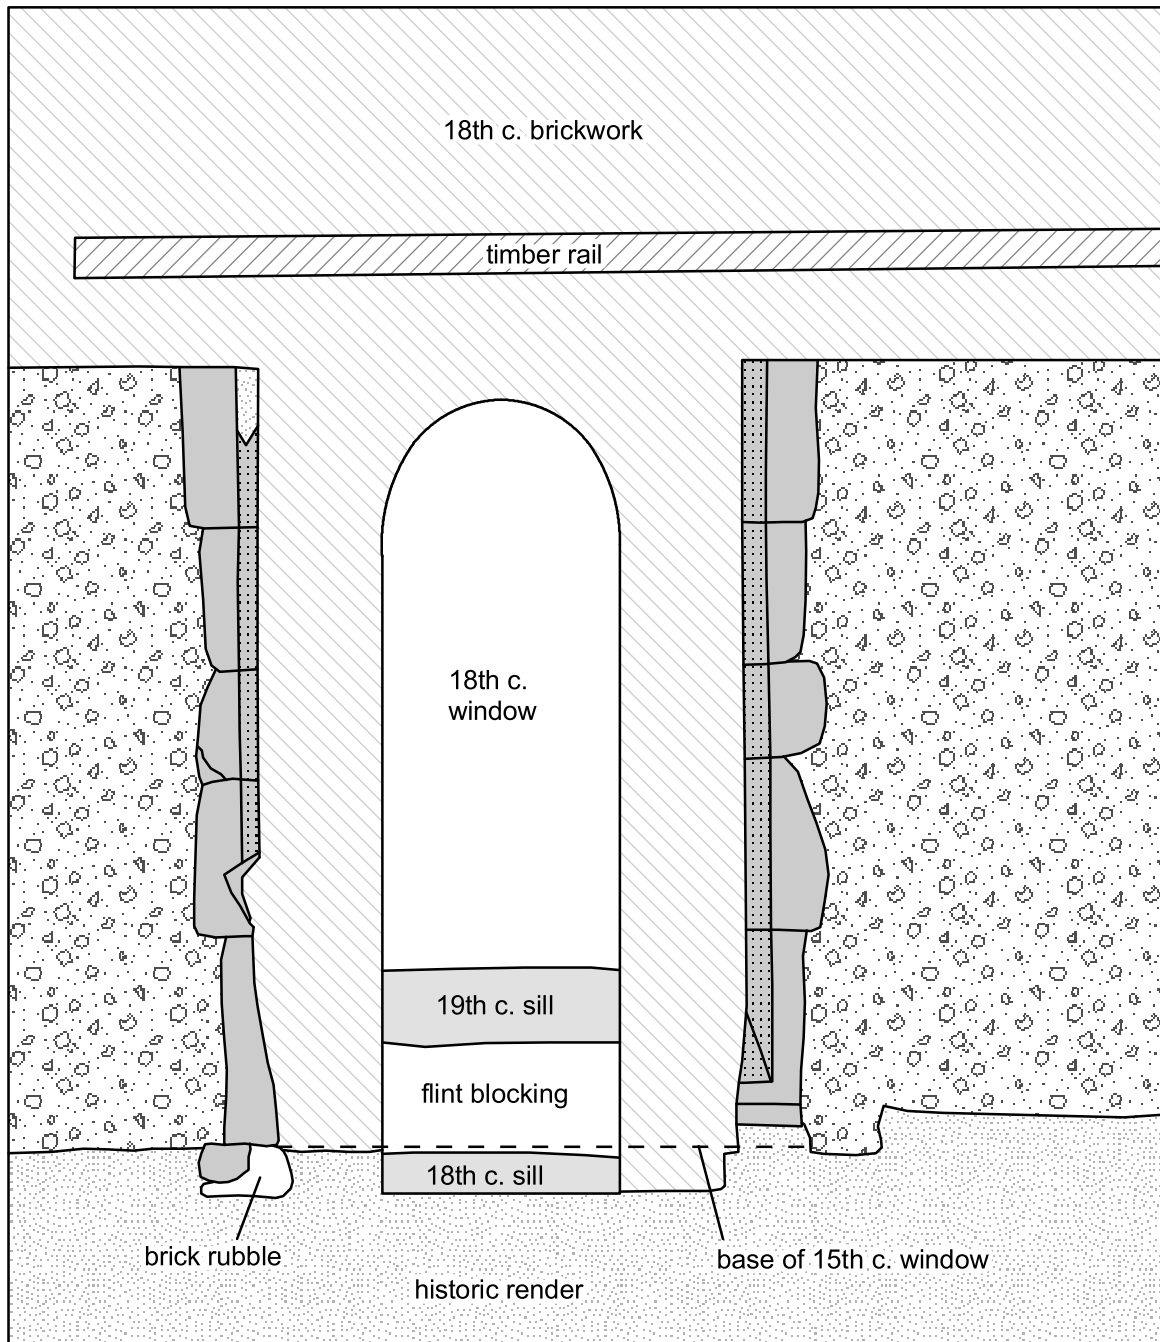 18th c. brickwork
timber rail
18th c.
window
19th c. sill
flint blocking
18th c. sill
brick rubble
base of 15th c. window
historic render